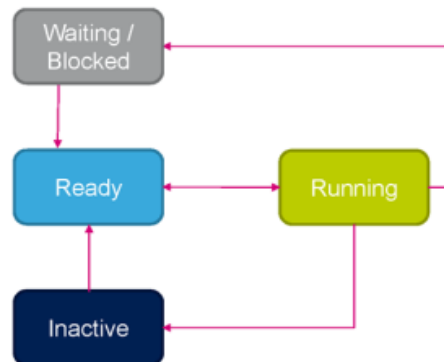 Waiting /
Blocked
Ready
Running
Inactive